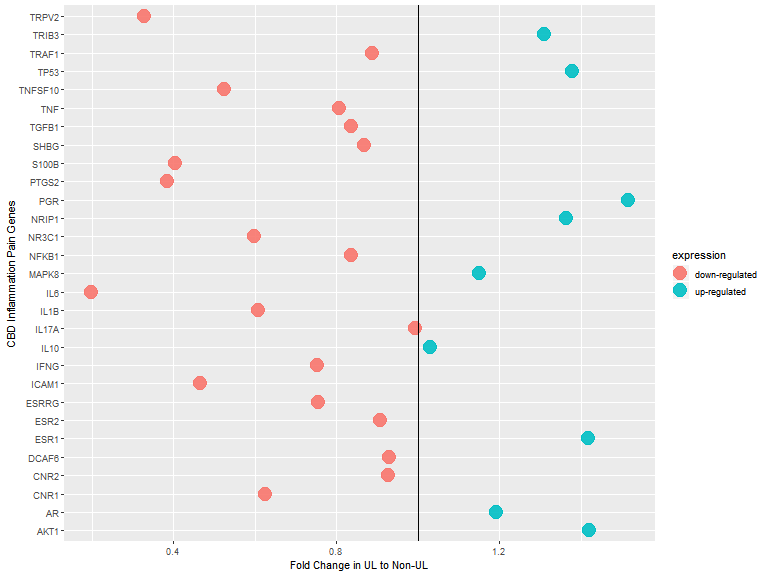 TRPV2
TRIB3
TRAF1
TP53
TNFSF10
TNF
TGFB1
SHBG
S100B
PTGS2
PGR
NRIP1
NR3C1
NFKB1
MAPK8
IL6
IL1B
IL17A
IL10
IFNG
ICAM1
ESRRG
ESR2
ESR1
DCAF6
CNR2
CNR1
AR
AKT1
CBD Inflammation Pain Genes
0.4 0.8 1.2
Fold Change in UL to Non-UL
expression
down-regulated
up-regulated